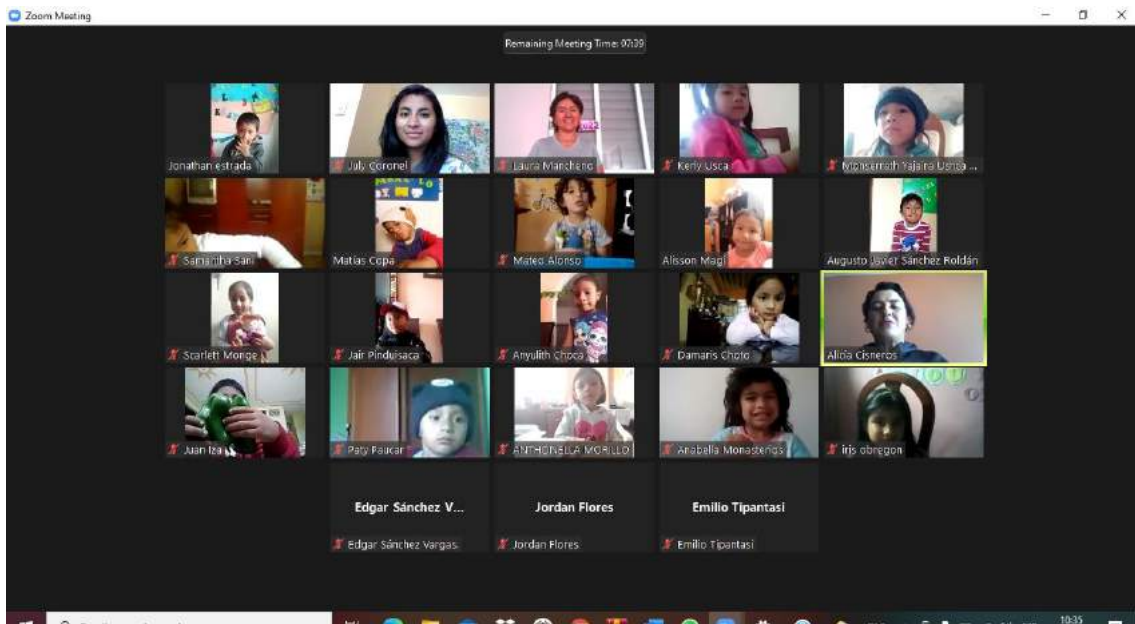 Zoom Meeting
Remaining Meeting Time: 07:39
Jonathan estrada
July Coronel
Laura Mancheno
Kerly Usca
Monserrath Yajaira
Samantha Sani
Matias Copa
Mateo Alonso
Alisson Magi
Augusto Javier Sánchez Roldán
Scarlett Monge
Jair Pinduisaca
Anyulith Choca
Damaris Choto
Alicia Cisneros
Juan Iza
Paty Paucar
ANTHONELLA MORILLO
Anabella Monasterios
iris obregon
Edgar Sánchez V...
Jordan Flores
Emilio Tipantasi
Edgar Sánchez Vargas
Jordan Flores
Emilio Tipantasi
10:35